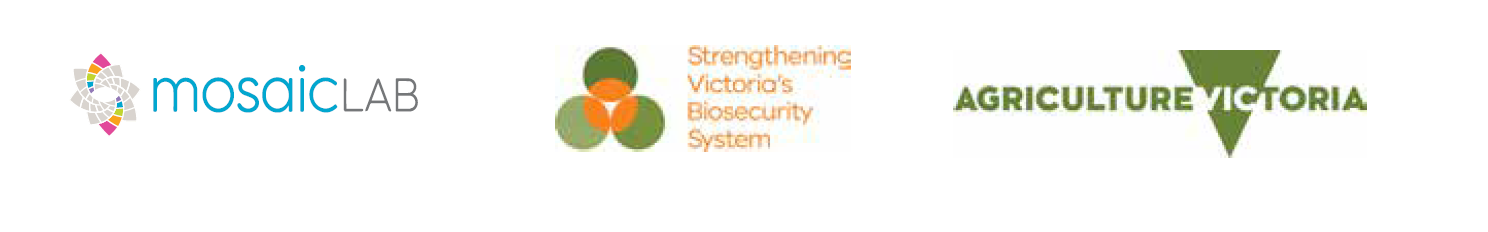 mosaicLAB
Strengthening
Victoria's
Biosecurity
System
AGRICULTURE VICTORIA